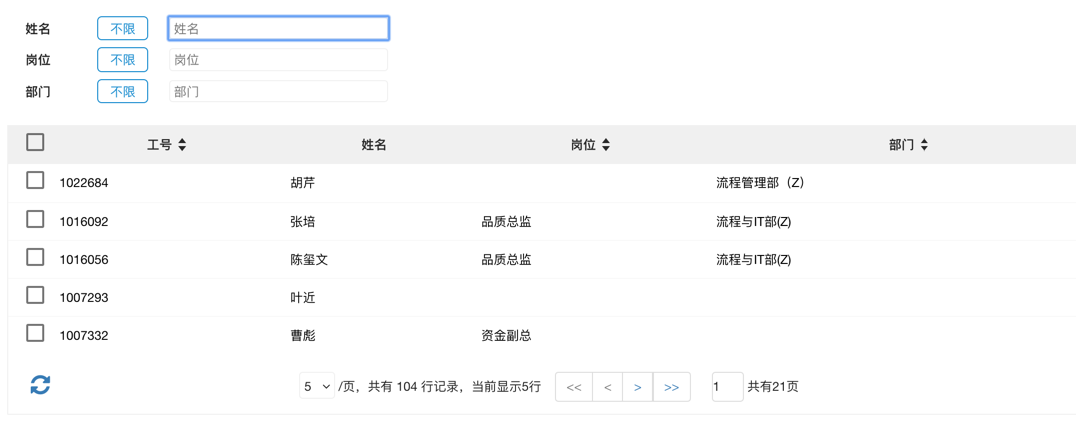 姓名 不限 姓名
岗位 不限 岗位
部门 不限 部门
工号 姓名 岗位 部门
1022684 胡芹 流程管理部（Z）
1016092 张培 品质总监 流程与IT部(Z)
1016056 陈玺文 品质总监 流程与IT部(Z)
1007293 叶近
1007332 曹彪 资金副总
5 /页，共有 104 行记录，当前显示5行 << < > >> 1 共有21页